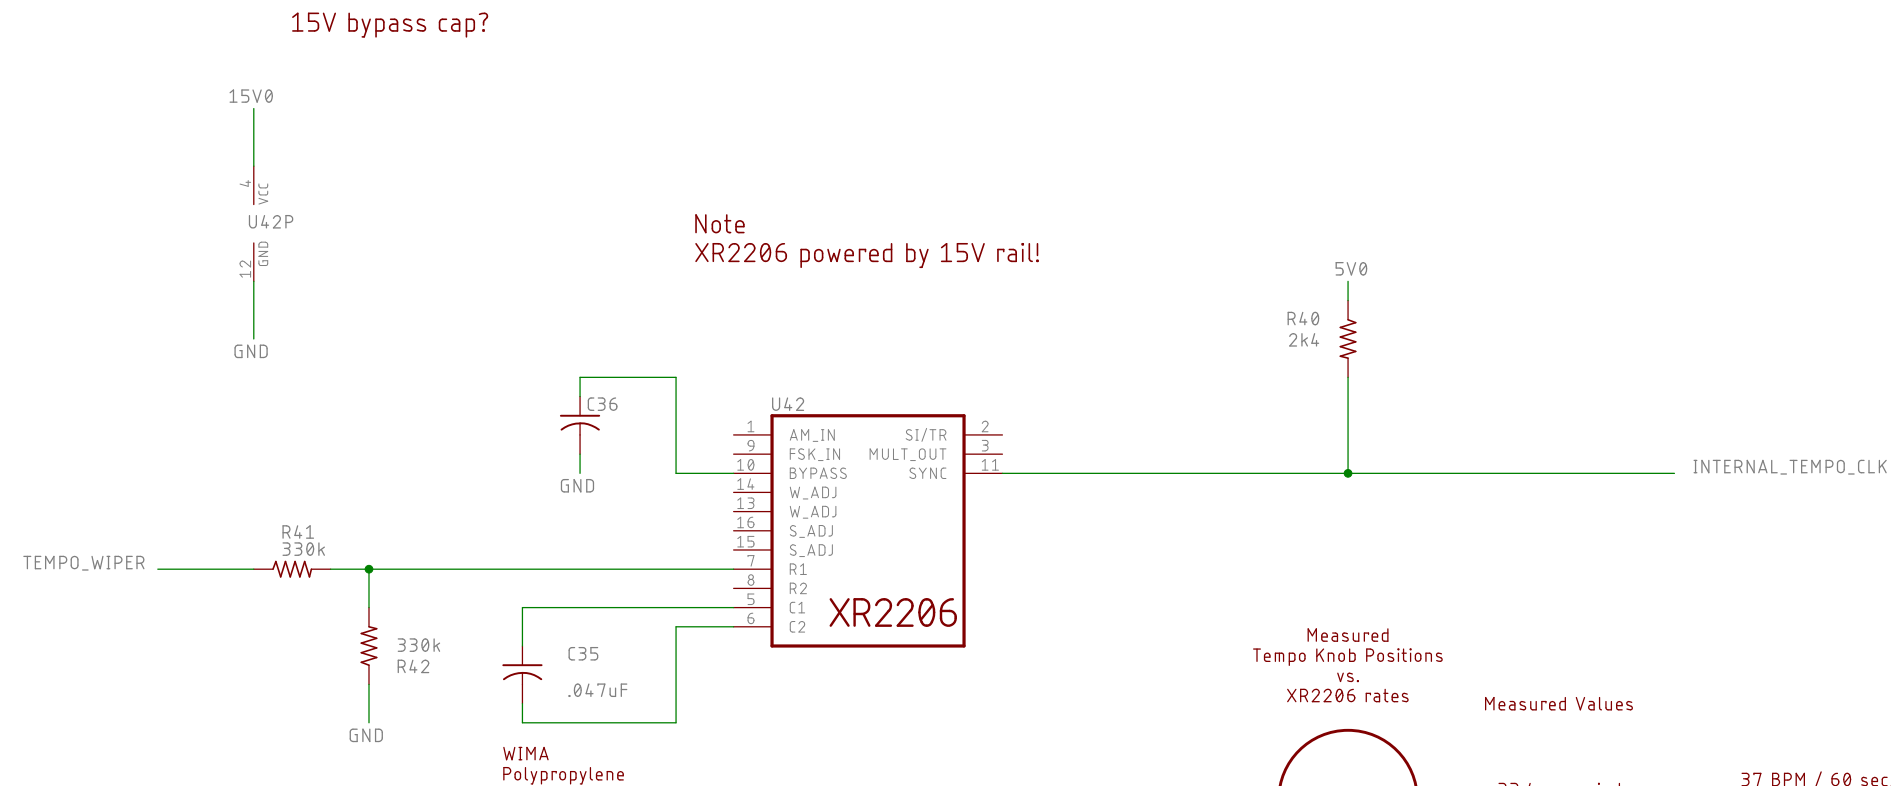 15V bypass cap?
15V0
4
VCC
U42P
GND
12
GND
Note
XR2206 powered by 15V rail!
5V0
R40
2k4
C36
GND
U42
1 AM_IN SI/TR 2
9 FSK_IN MULT_OUT 3
10 BYPASS SYNC 11
14 W_ADJ
13 W_ADJ
16 S_ADJ
15 S_ADJ
7 R1
8 R2
5 C1
6 C2
XR2206
INTERNAL_TEMPO_CLK
R41
330k
TEMPO_WIPER
330k
R42
GND
C35
.047uF
WIMA
Polypropylene
Measured
Tempo Knob Positions
vs.
XR2206 rates
Measured Values
37 BPM / 60 sec